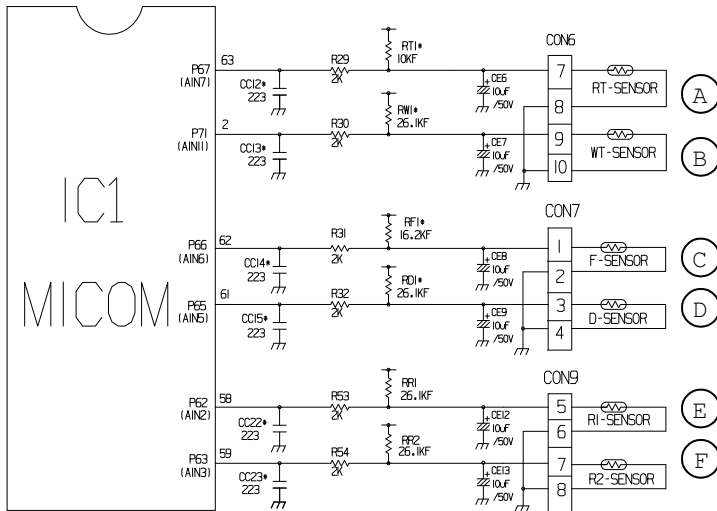 CON6
RT1*
10KF
P67
(AIN7)
63
CC12*
223
R29
2K
CE6
10uF
/50V
7
8
RT-SENSOR
A
RW1*
26.1KF
P71
(AIN11)
2
CC13*
223
R30
2K
CE7
10uF
/50V
9
10
WT-SENSOR
B
IC1
MICOM
CON7
RF1*
16.2KF
P66
(AIN6)
62
CC14*
223
R31
2K
CE8
10uF
/50V
1
2
F-SENSOR
C
RD1*
26.1KF
P65
(AIN5)
61
CC15*
223
R32
2K
CE9
10uF
/50V
3
4
D-SENSOR
D
CON9
RR1
26.1KF
P62
(AIN2)
58
CC22*
223
R53
2K
CE12
10uF
/50V
5
6
R1-SENSOR
E
RR2
26.1KF
P63
(AIN3)
59
CC23*
223
R54
2K
CE13
10uF
/50V
7
8
R2-SENSOR
F